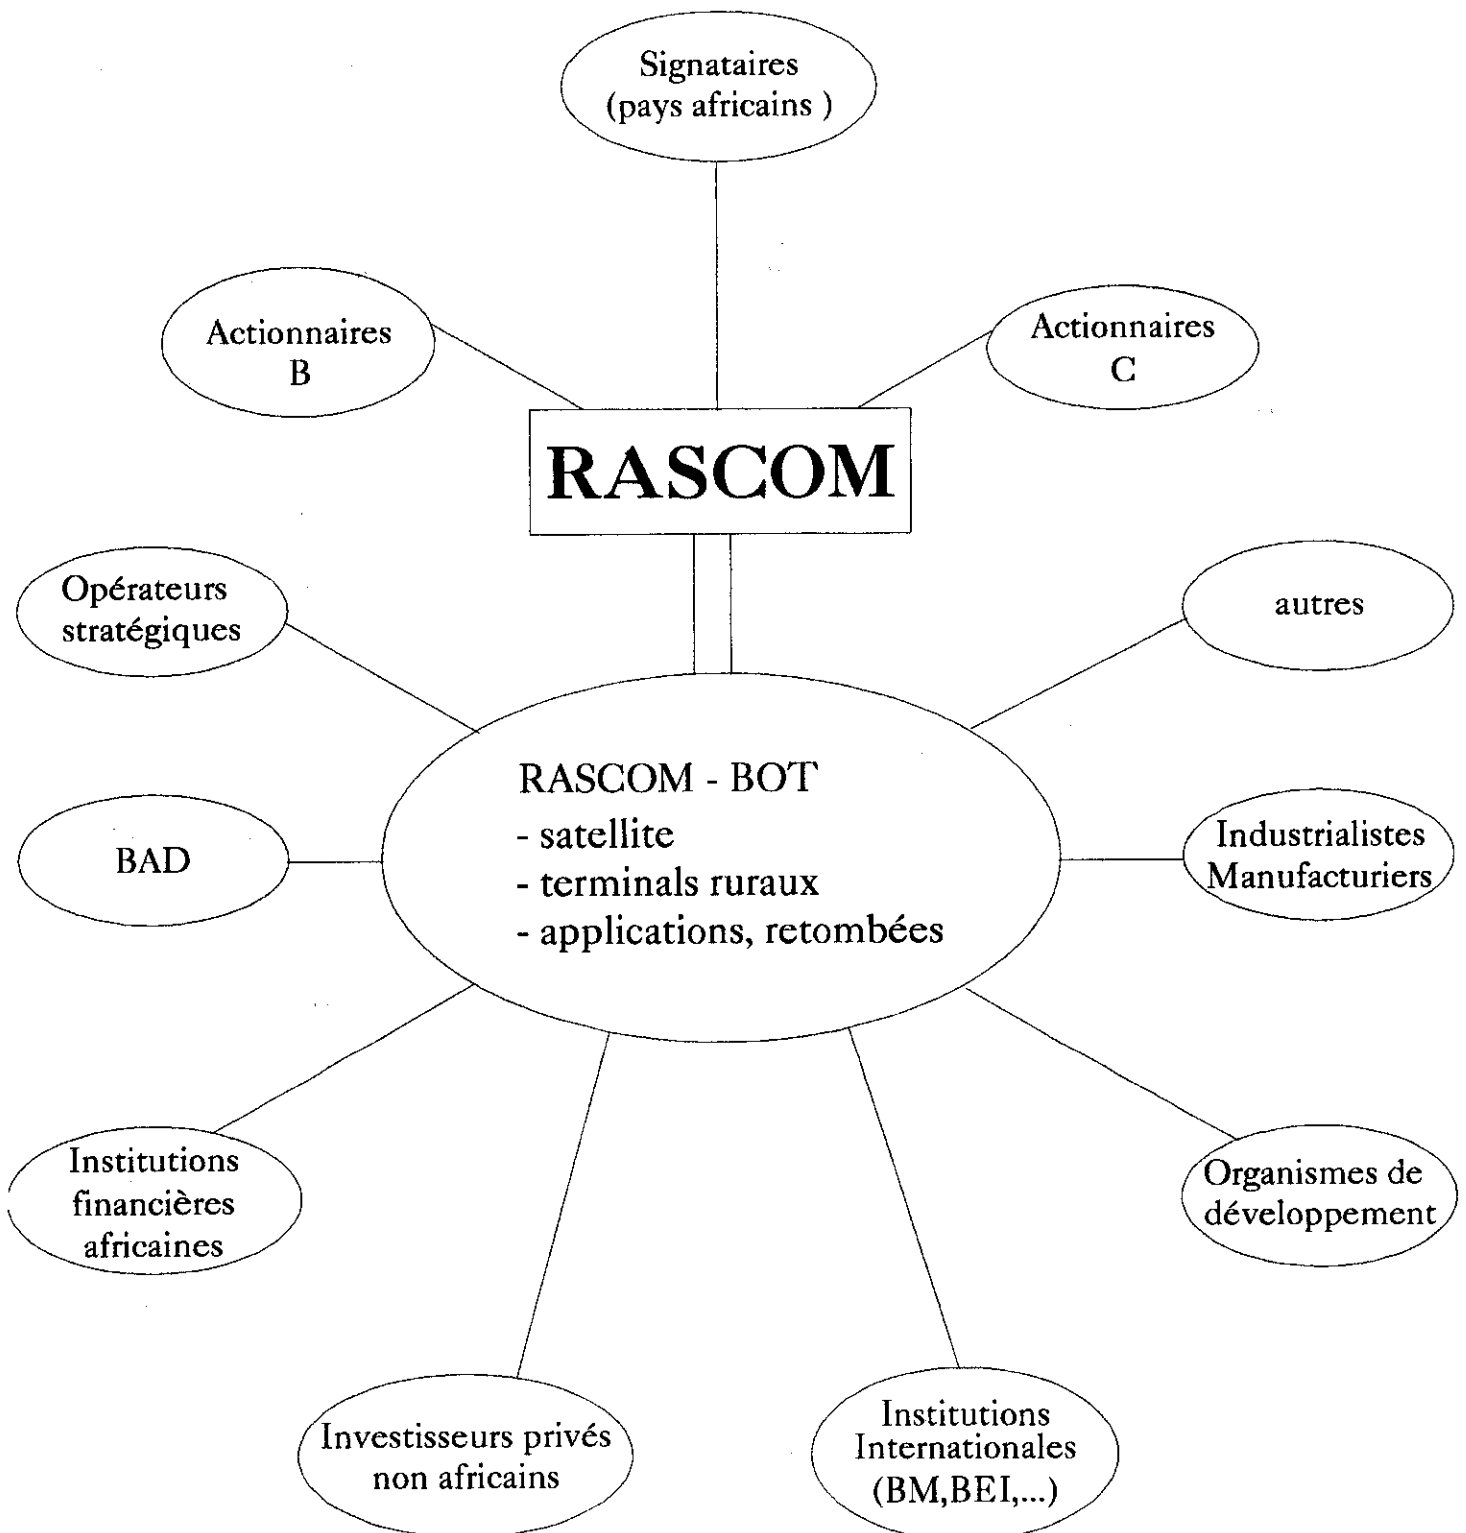 Signataires
(pays africains )
Actionnaires
B
Actionnaires
C
RASCOM
Opérateurs
stratégiques
autres
RASCOM - BOT
- satellite
- terminals ruraux
- applications, retombées
BAD
Industrialistes
Manufacturiers
Institutions
financières
africaines
Organismes de
développement
Investisseurs privés
non africains
Institutions
Internationales
(BM,BEI,...)